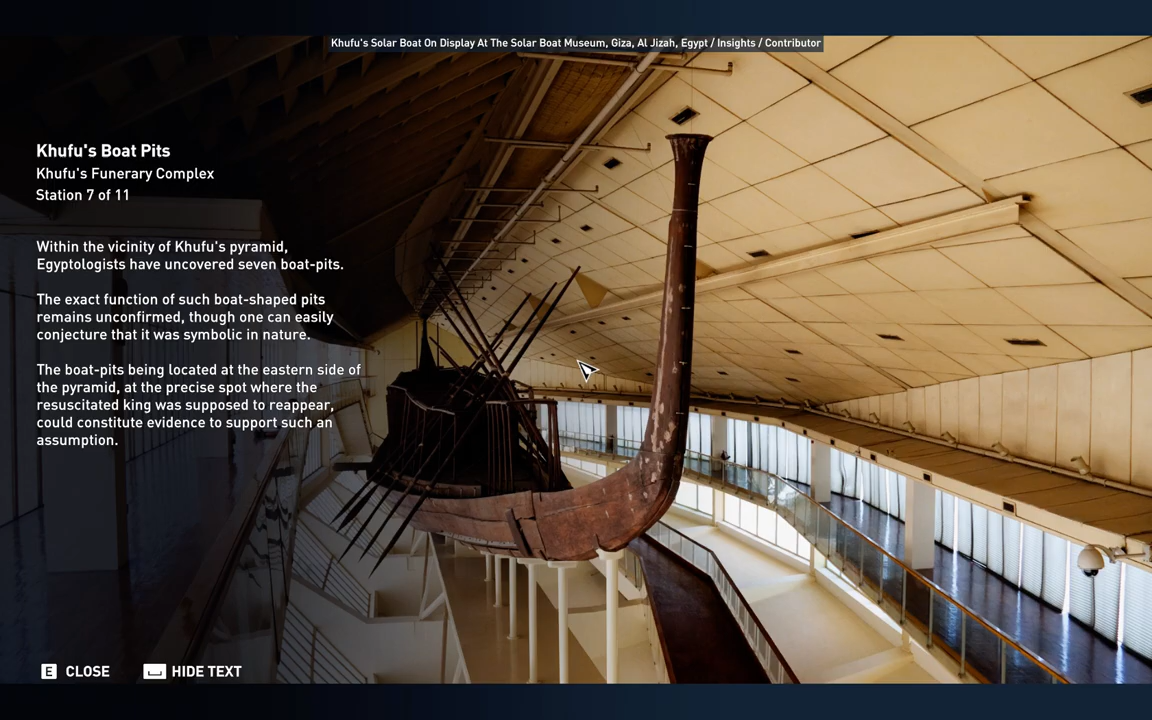 Khufu's Solar Boat On Display At The Solar Boat Museum, Giza, Al Jizah, Egypt / Insights / Contributor
Khufu's Boat Pits
Khufu's Funerary Complex
Station 7 of 11
Within the vicinity of Khufu's pyramid,
Egyptologists have uncovered seven boat-pits.
The exact function of such boat-shaped pits
remains unconfirmed, though one can easily
conjecture that it was symbolic in nature.
The boat-pits being located at the eastern side of
the pyramid, at the precise spot where the
resuscitated king was supposed to reappear,
could constitute evidence to support such an
assumption.
E CLOSE HIDE TEXT